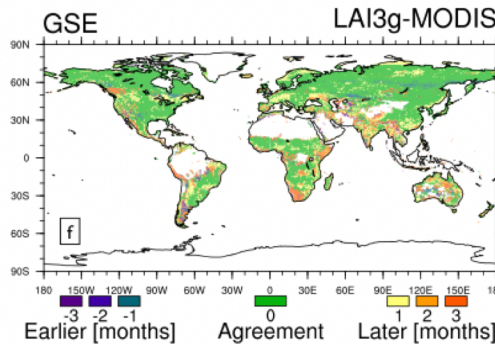 GSE LAI3g-MODIS
90N
60N
30N
0
30S
60S
90S
f
180 150W 120W 90W 60W 30W 0 30E 60E 90E 120E 150E 18
-3 -2 -1 0 1 2 3
Earlier [months] Agreement Later [months]